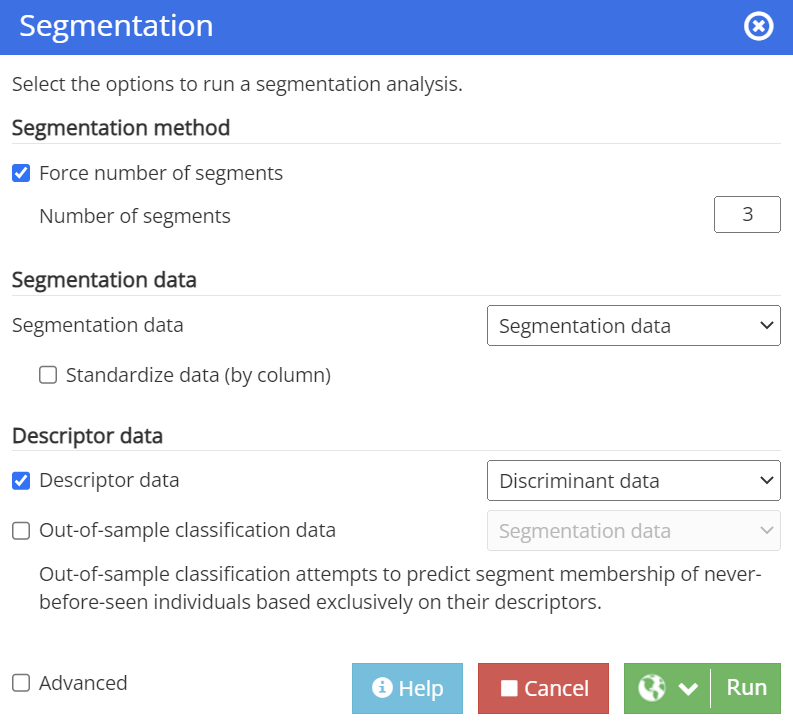 Segmentation
Select the options to run a segmentation analysis.
Segmentation method
Force number of segments
Number of segments 3
Segmentation data
Segmentation data Segmentation data
Standardize data (by column)
Descriptor data
Descriptor data Discriminant data
Out-of-sample classification data Segmentation data
Out-of-sample classification attempts to predict segment membership of never-
before-seen individuals based exclusively on their descriptors.
Advanced Help Cancel Run